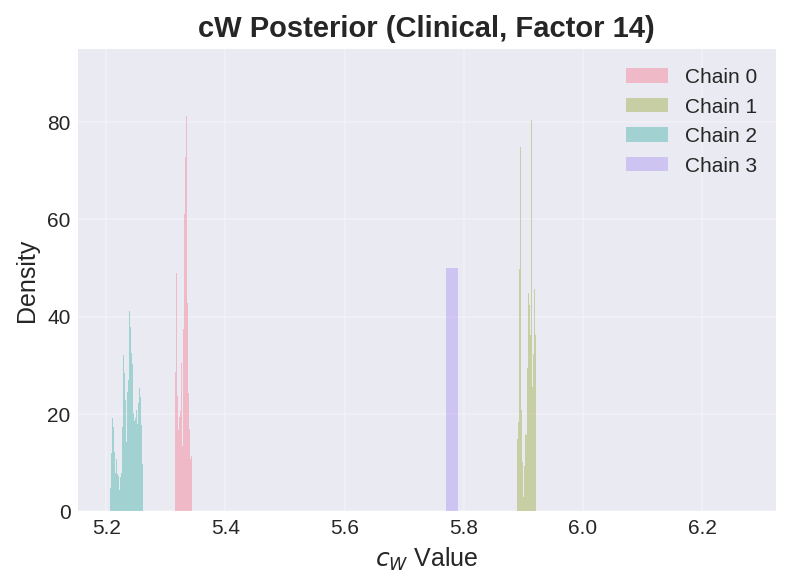 cW Posterior (Clinical, Factor 14)
Chain 0
Chain 1
Chain 2
Chain 3
Density
80
60
40
20
0
5.2 5.4 5.6 5.8 6.0 6.2
c_W Value